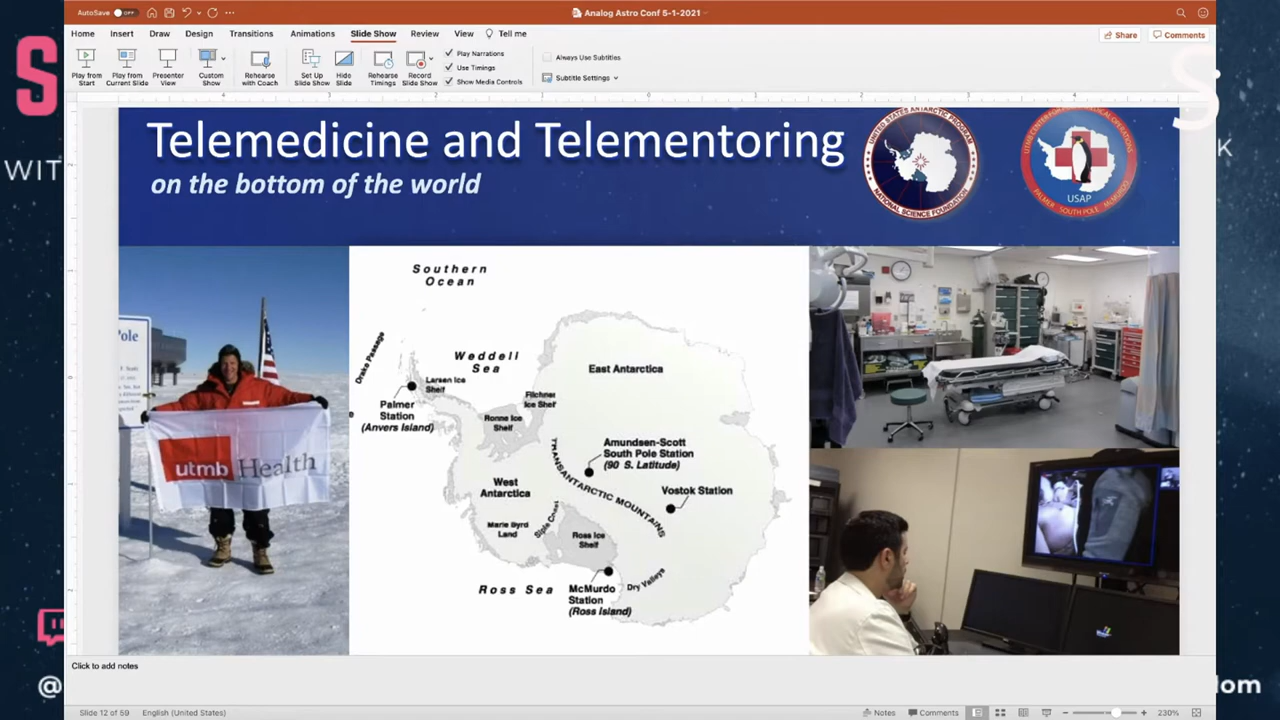 AutoSave OFF
Analog Astro Conf 5-1-2021
Home Insert Draw Design Transitions Animations Slide Show Review View Tell me
Share Comments
Play from Start
Play from Current Slide
Presenter View
Custom Show
Rehearse with Coach
Set Up Slide Show
Hide Slide
Rehearse Timings
Record Slide Show
Play Narrations
Use Timings
Show Media Controls
Always Use Subtitles
Subtitle Settings
S
S
WIT
K
Telemedicine and Telementoring
on the bottom of the world
UNITED STATES ANTARCTIC PROGRAM
NATIONAL SCIENCE FOUNDATION
USAP
PALMER SOUTH POLE McMURDO
Pole
utmb Health
Southern
Ocean
Drake Passage
Weddell
Sea
East Antarctica
Larsen Ice
Shelf
Filchner
Ice Shelf
Palmer
Station
(Anvers Island)
Ronne Ice
Shelf
Amundsen-Scott
South Pole Station
(90 S. Latitude)
TRANSANTARCTIC MOUNTAINS
West
Antarctica
Vostok Station
Marie Byrd
Land
Siple Coast
Ross Ice
Shelf
Ross Sea
McMurdo
Station
(Ross Island)
Dry Valleys
Click to add notes
@
dom
Slide 12 of 59 English (United States)
Notes Comments 230%